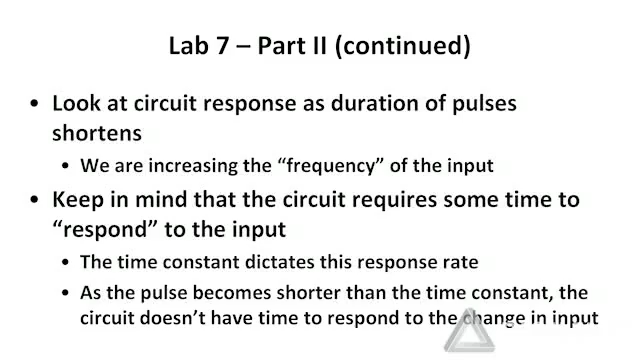 Lab 7 – Part II (continued)
• Look at circuit response as duration of pulses
shortens
• We are increasing the “frequency” of the input
• Keep in mind that the circuit requires some time to
“respond” to the input
• The time constant dictates this response rate
• As the pulse becomes shorter than the time constant, the
circuit doesn’t have time to respond to the change in input